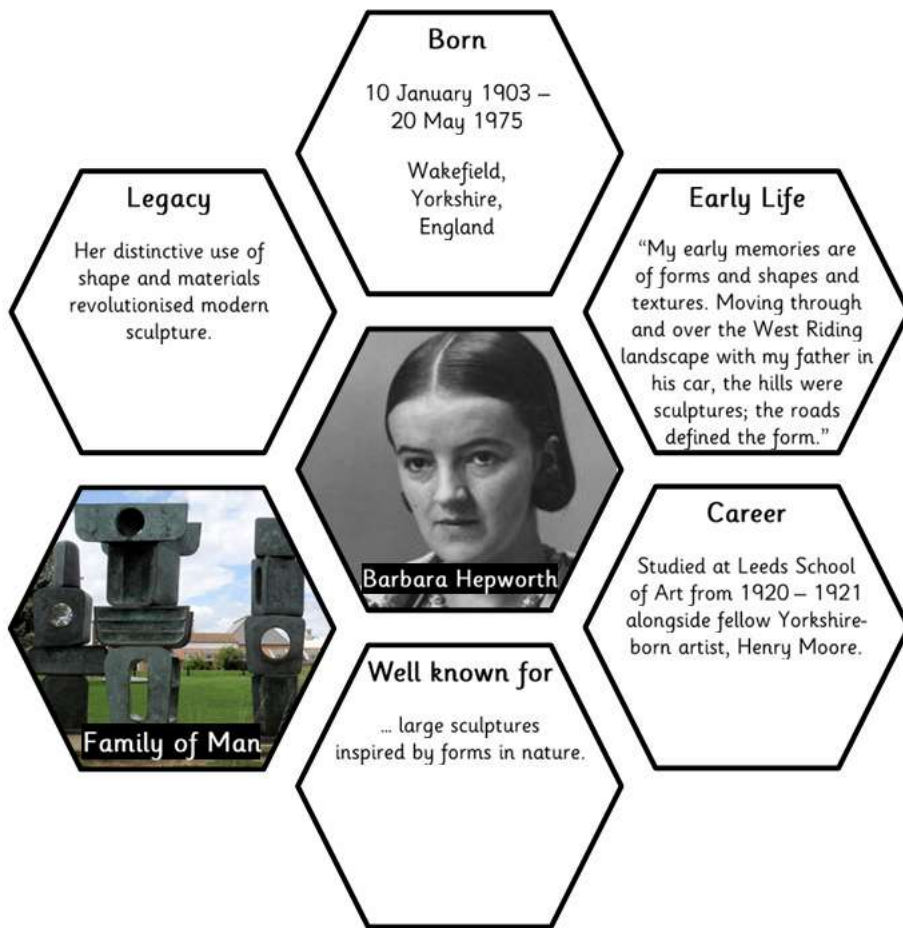 Born
10 January 1903 –
20 May 1975
Wakefield,
Yorkshire,
England
Legacy
Her distinctive use of
shape and materials
revolutionised modern
sculpture.
Early Life
“My early memories are
of forms and shapes and
textures. Moving through
and over the West Riding
landscape with my father in
his car, the hills were
sculptures; the roads
defined the form.”
Barbara Hepworth
Family of Man
Career
Studied at Leeds School
of Art from 1920 – 1921
alongside fellow Yorkshire-
born artist, Henry Moore.
Well known for
... large sculptures
inspired by forms in nature.